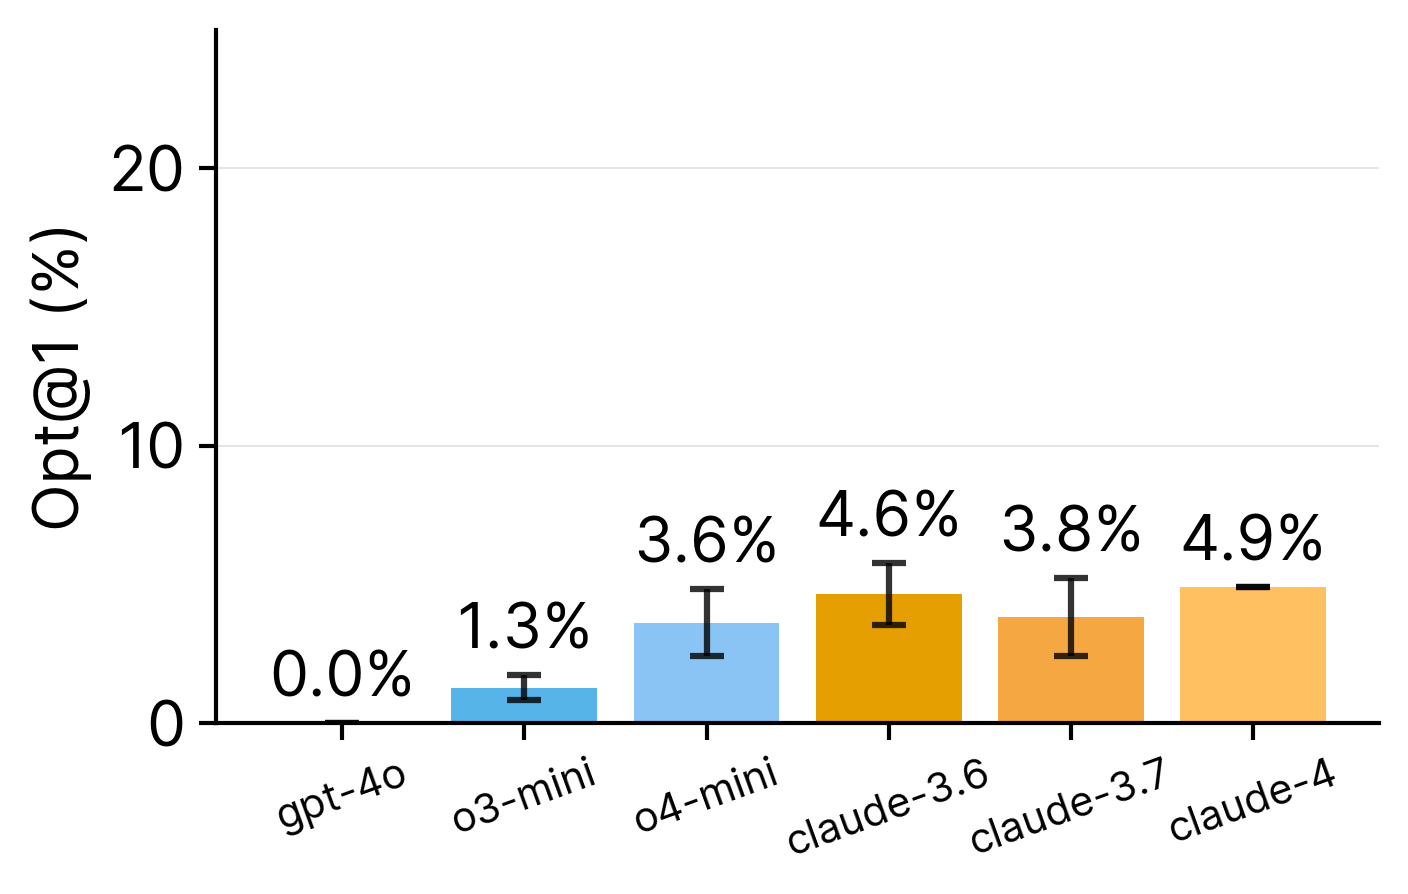 Opt@1 (%)
20
10
0
0.0%
1.3%
3.6%
4.6%
3.8%
4.9%
gpt-4o
o3-mini
o4-mini
claude-3.6
claude-3.7
claude-4